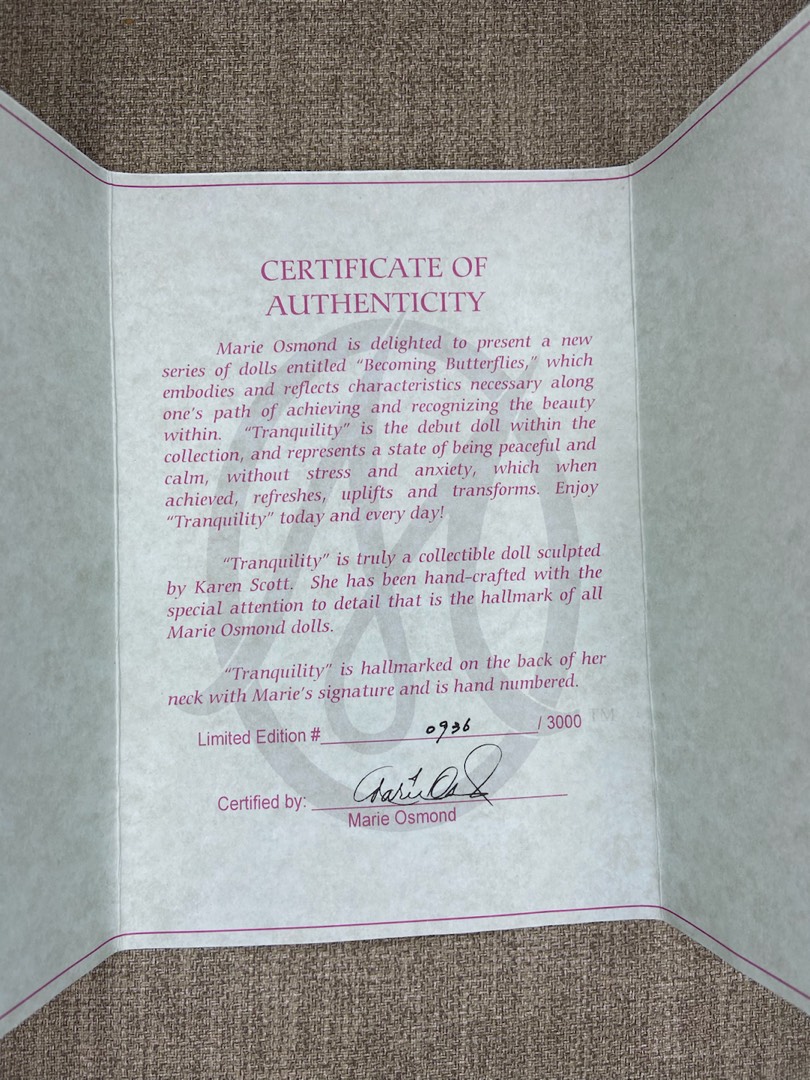 CERTIFICATE OF
AUTHENTICITY
Marie Osmond is delighted to present a new
series of dolls entitled “Becoming Butterflies,” which
embodies and reflects characteristics necessary along
one’s path of achieving and recognizing the beauty
within. “Tranquility” is the debut doll within the
collection, and represents a state of being peaceful and
calm, without stress and anxiety, which when
achieved, refreshes, uplifts and transforms. Enjoy
“Tranquility” today and every day!
“Tranquility” is truly a collectible doll sculpted
by Karen Scott. She has been hand-crafted with the
special attention to detail that is the hallmark of all
Marie Osmond dolls.
“Tranquility” is hallmarked on the back of her
neck with Marie’s signature and is hand numbered.
Limited Edition # 0936 / 3000 TM
Certified by: Marie Osmond
Marie Osmond